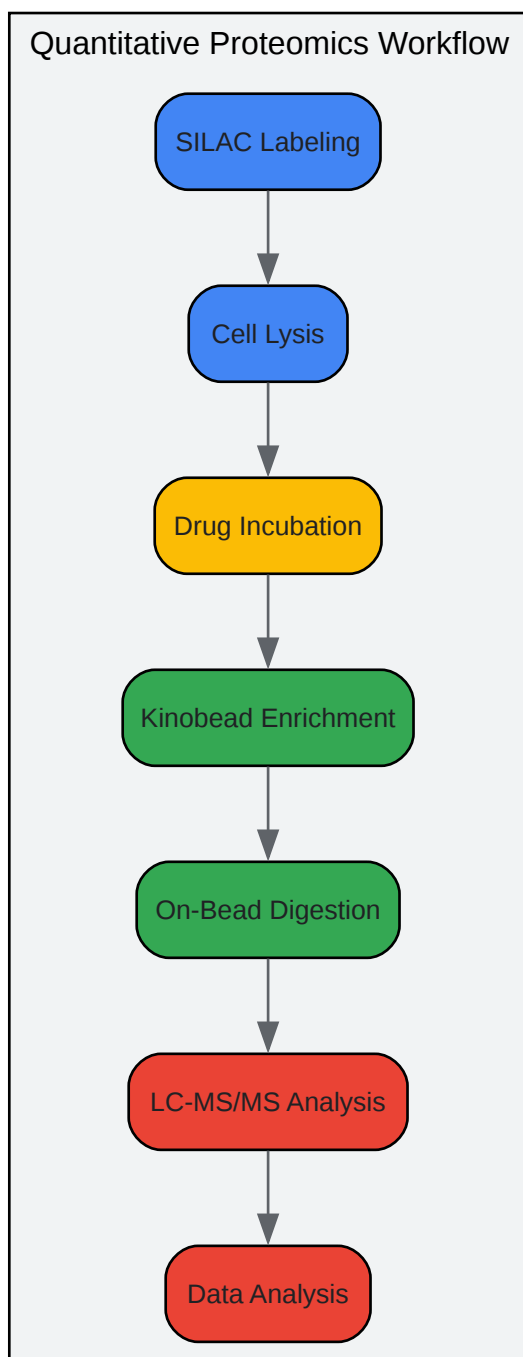 Quantitative Proteomics Workflow
SILAC Labeling
Cell Lysis
Drug Incubation
Kinobead Enrichment
On-Bead Digestion
LC-MS/MS Analysis
Data Analysis